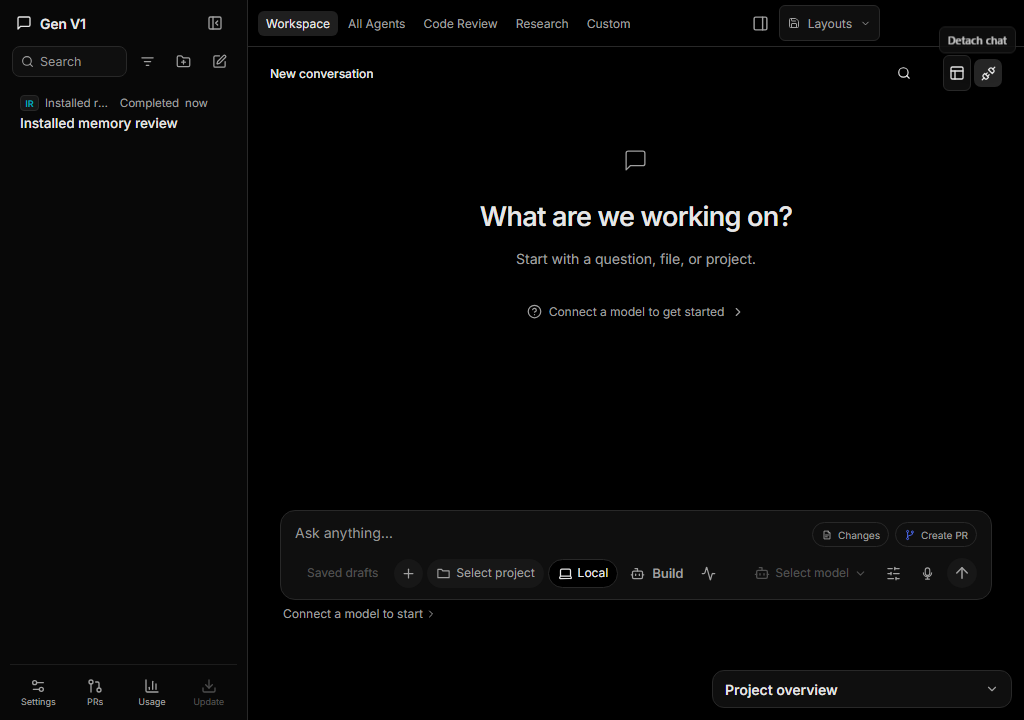 Gen V1
Search
IR Installed r... Completed now
Installed memory review
Settings
PRs
Usage
Update
Workspace
All Agents
Code Review
Research
Custom
Layouts
Detach chat
New conversation
What are we working on?
Start with a question, file, or project.
Connect a model to get started
Ask anything...
Changes
Create PR
Saved drafts
Select project
Local
Build
Select model
Connect a model to start
Project overview